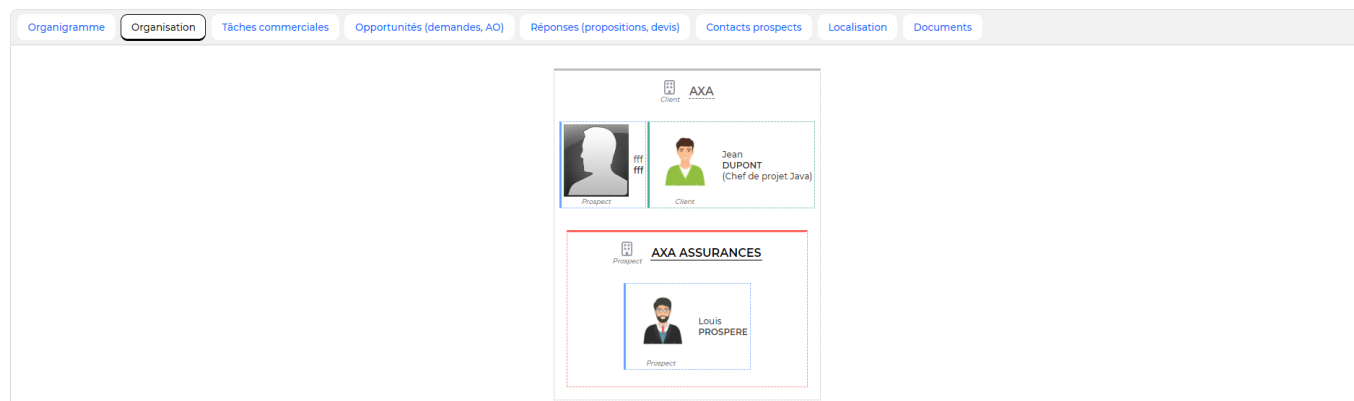 Organigramme
Organisation
Tâches commerciales
Opportunités (demandes, AO)
Réponses (propositions, devis)
Contacts prospects
Localisation
Documents
Client
AXA
fff
fff
Prospect
Jean
DUPONT
(Chef de projet Java)
Client
Prospect
AXA ASSURANCES
Louis
PROSPERE
Prospect